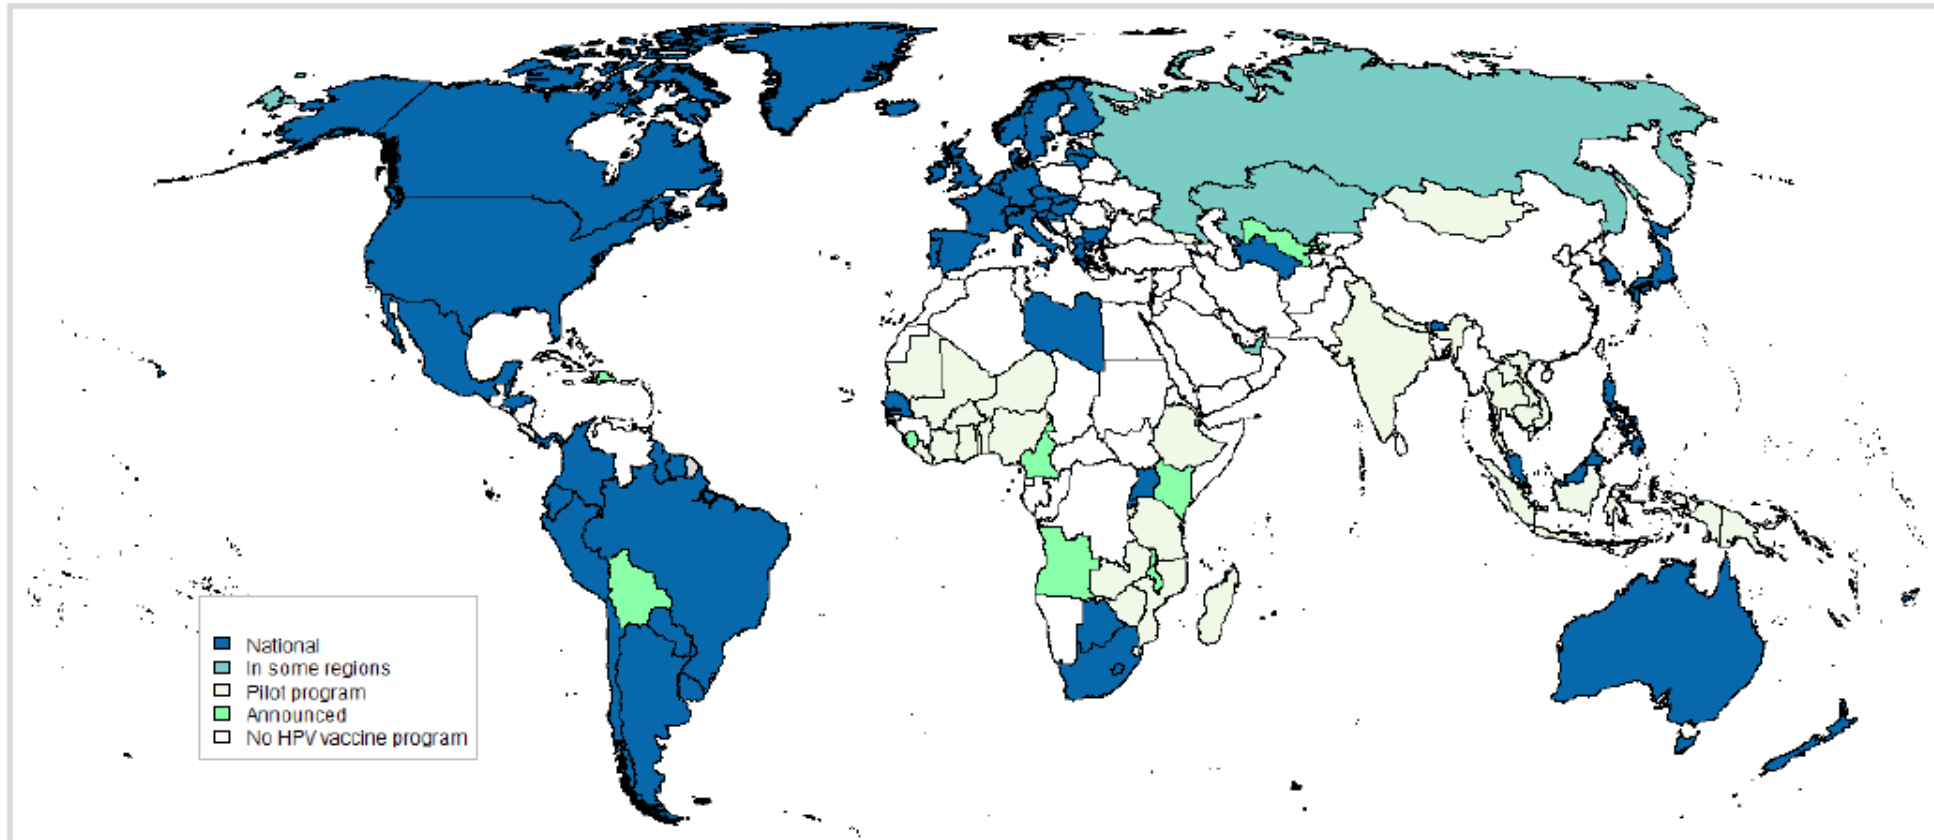 National
In some regions
Pilot program
Announced
No HPV vaccine program